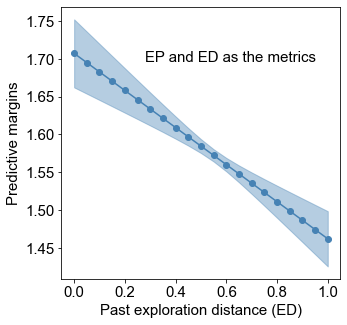 EP and ED as the metrics
Predictive margins
1.75
1.70
1.65
1.60
1.55
1.50
1.45
0.0 0.2 0.4 0.6 0.8 1.0
Past exploration distance (ED)